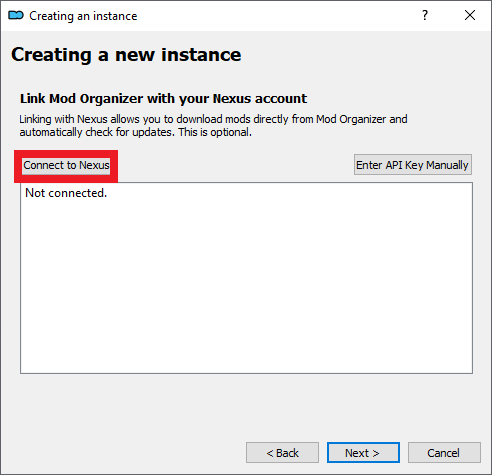 Creating an instance
?
Creating a new instance
Link Mod Organizer with your Nexus account
Linking with Nexus allows you to download mods directly from Mod Organizer and
automatically check for updates. This is optional.
Connect to Nexus
Enter API Key Manually
Not connected.
< Back
Next >
Cancel